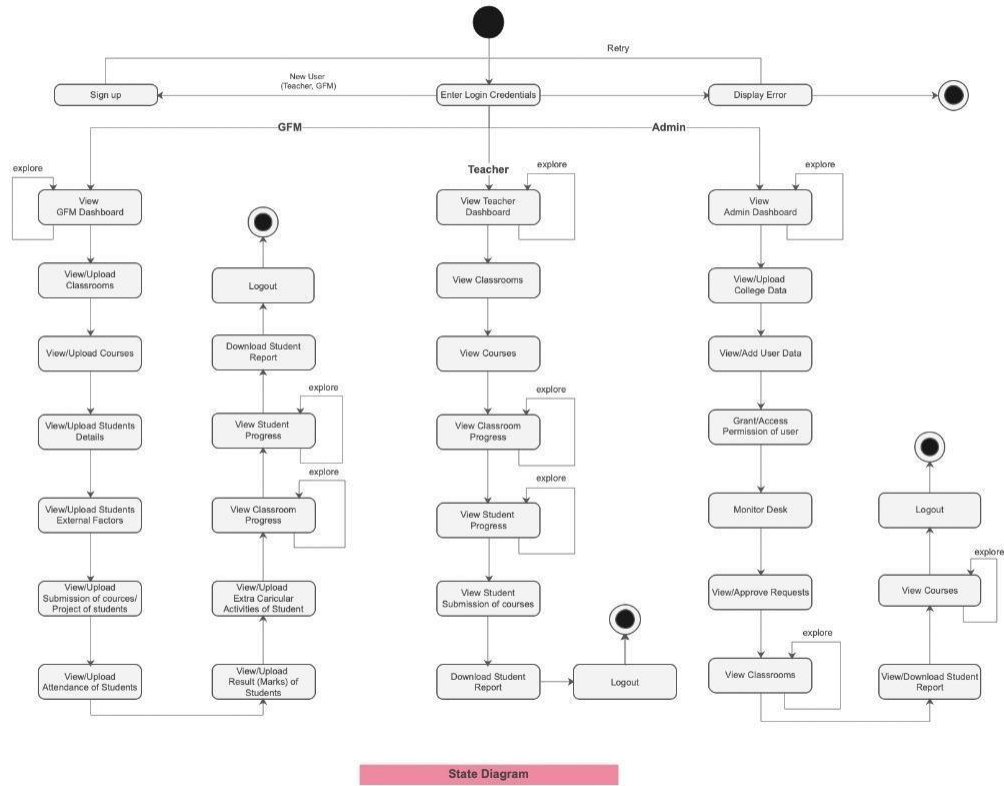 Retry
New User
(Teacher, GFM)
Sign up
Enter Login Credentials
Display Error
GFM
Admin
Teacher
explore
View
GFM Dashboard
View/Upload
Classrooms
View/Upload Courses
View/Upload Students
Details
View/Upload Students
External Factors
View/Upload
Submission of cources/
Project of students
View/Upload
Attendance of Students
Logout
Download Student
Report
explore
View Student
Progress
explore
View Classroom
Progress
View/Upload
Extra Caricular
Activities of Student
View/Upload
Result (Marks) of
Students
explore
View Teacher
Dashboard
View Classrooms
View Courses
explore
View Classroom
Progress
explore
View Student
Progress
View Student
Submission of courses
Download Student
Report
Logout
explore
View
Admin Dashboard
View/Upload
College Data
View/Add User Data
Grant/Access
Permission of user
Monitor Desk
View/Approve Requests
explore
View Classrooms
Logout
explore
View Courses
View/Download Student
Report
State Diagram